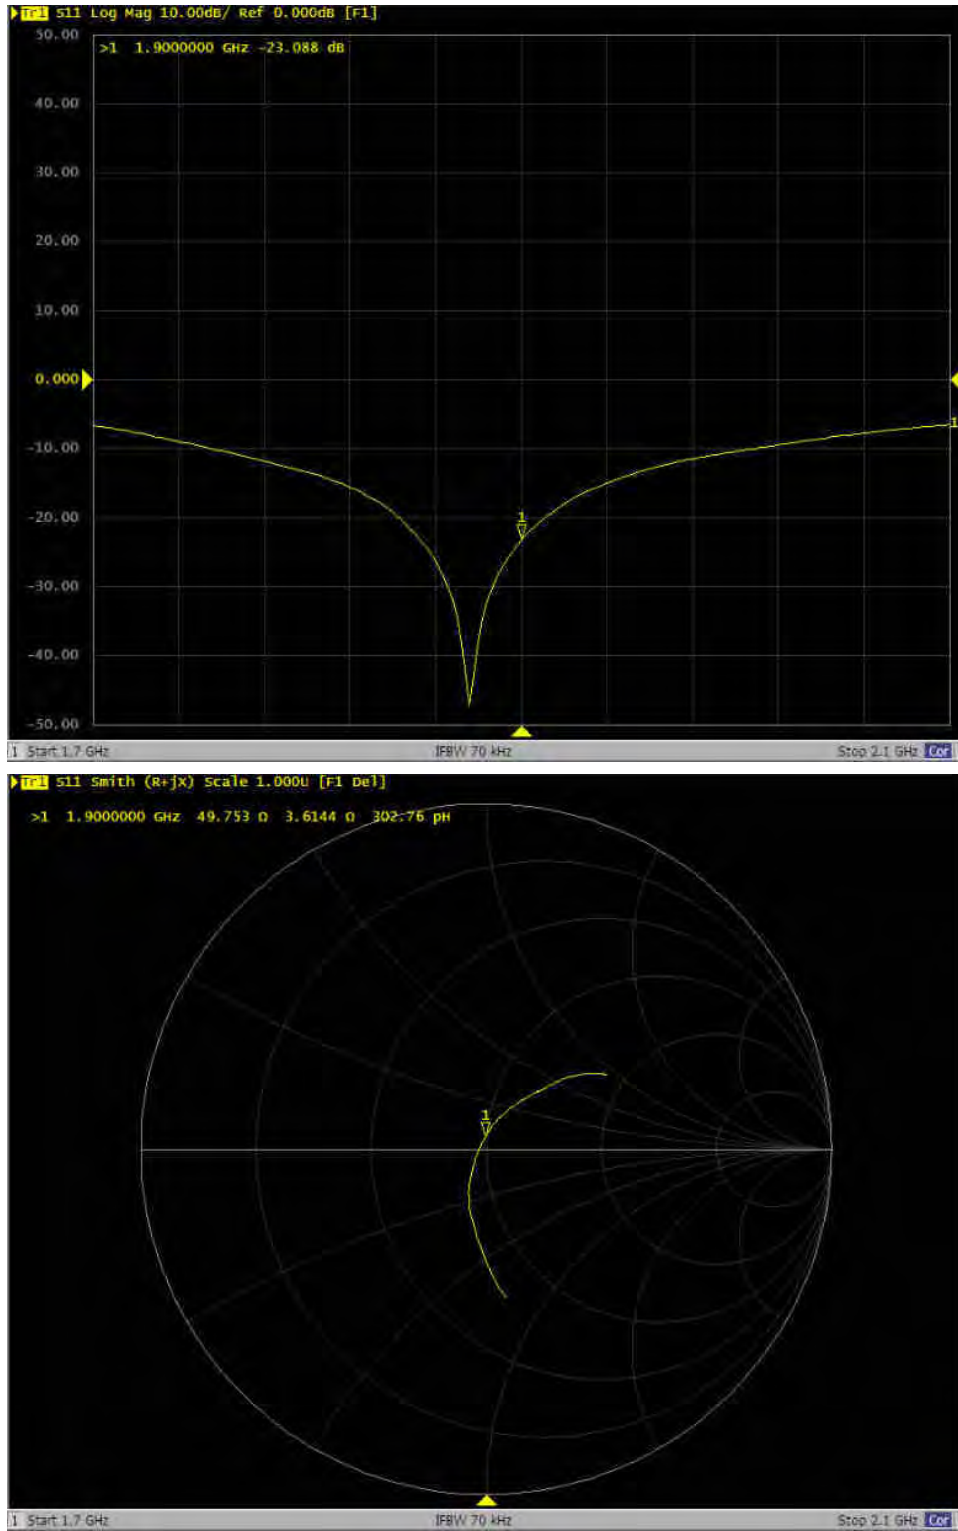 Tr1 S11 Log Mag 10.00dB/ Ref 0.000dB [F1]
50.00
>1 1.9000000 GHz -23.088 dB
40.00
30.00
20.00
10.00
0.000
1
-10.00
-20.00
1
-30.00
-40.00
-50.00
1 Start 1.7 GHz IFBW 70 kHz Stop 2.1 GHz Cor
Tr1 S11 Smith (R+jX) Scale 1.000U [F1 Del]
>1 1.9000000 GHz 49.753 Ω 3.6144 Ω 302.76 pH
1
1 Start 1.7 GHz IFBW 70 kHz Stop 2.1 GHz Cor